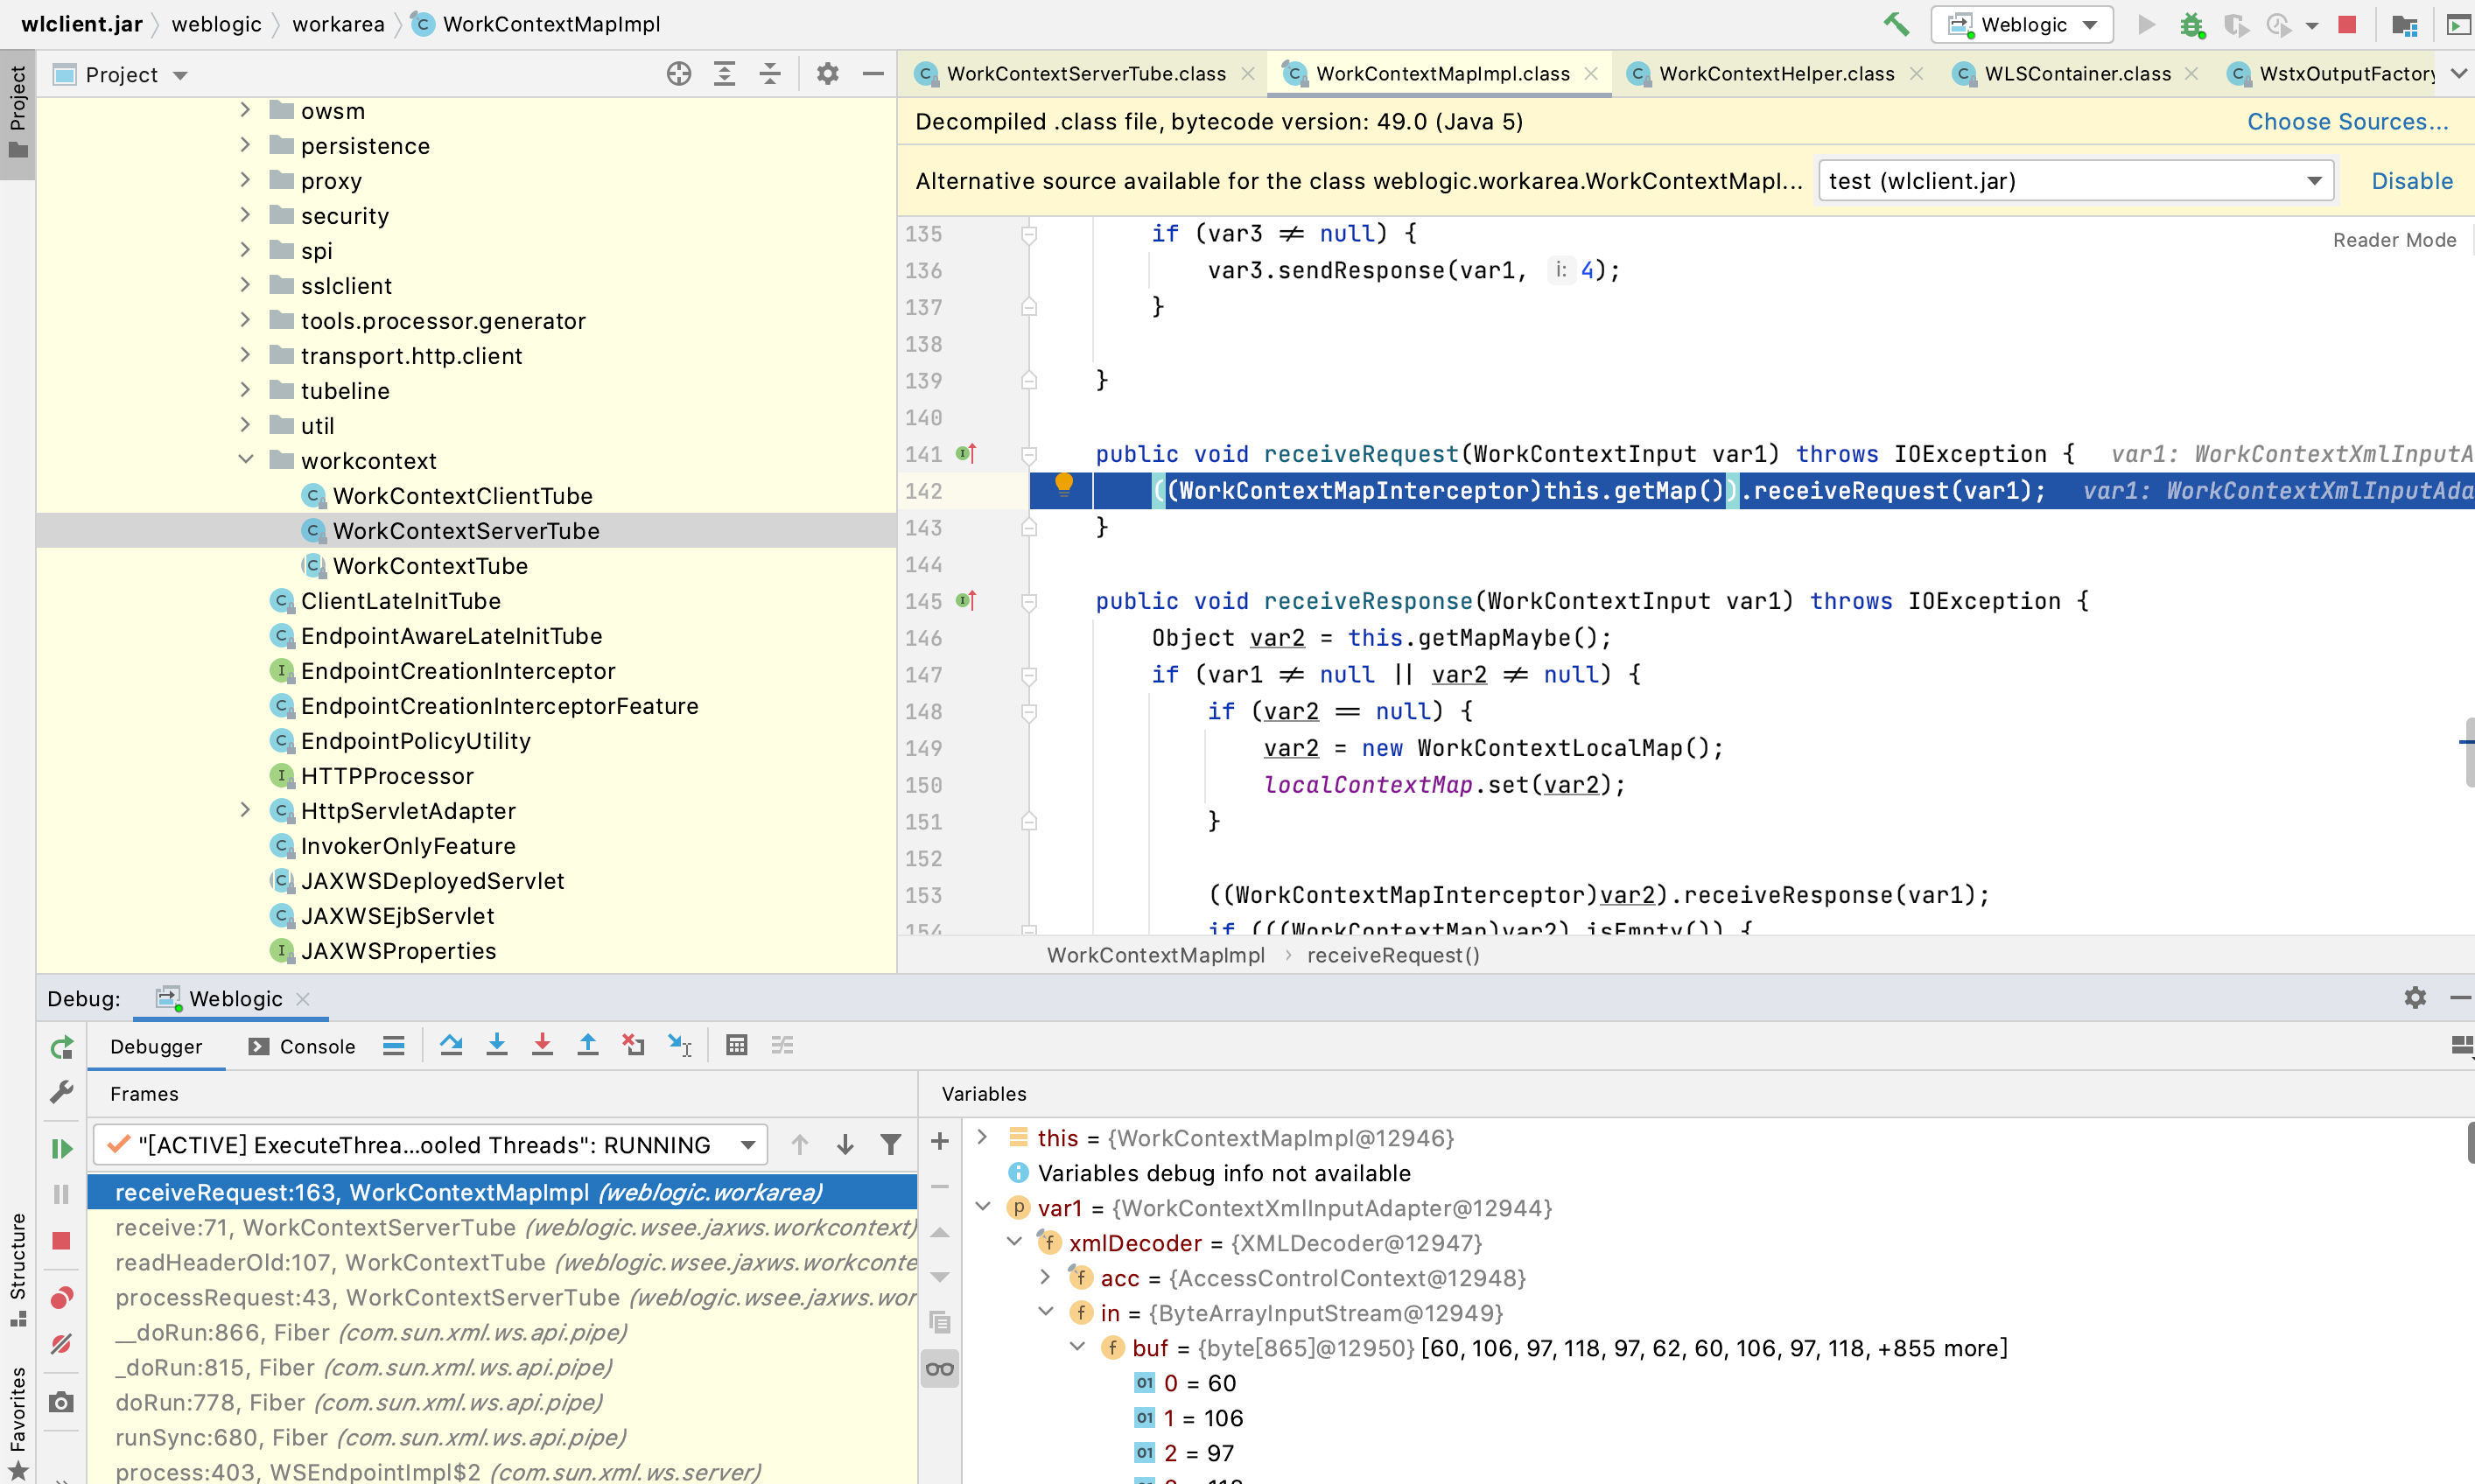 wlclient.jar weblogic workarea WorkContextMapImpl
Weblogic
Project
Project
WorkContextServerTube.class WorkContextMapImpl.class WorkContextHelper.class WLSContainer.class WstxOutputFactory
Decompiled .class file, bytecode version: 49.0 (Java 5) Choose Sources...
Alternative source available for the class weblogic.workarea.WorkContextMapI... test (wlclient.jar) Disable
Reader Mode
owsm
persistence
proxy
security
spi
sslclient
tools.processor.generator
transport.http.client
tubeline
util
workcontext
WorkContextClientTube
WorkContextServerTube
WorkContextTube
ClientLateInitTube
EndpointAwareLateInitTube
EndpointCreationInterceptor
EndpointCreationInterceptorFeature
EndpointPolicyUtility
HTTPProcessor
HttpServletAdapter
InvokerOnlyFeature
JAXWSDeployedServlet
JAXWSEjbServlet
JAXWSProperties
135 if (var3 ≠ null) {
136 var3.sendResponse(var1, i: 4);
137 }
138
139 }
140
141 public void receiveRequest(WorkContextInput var1) throws IOException { var1: WorkContextXmlInputA
142 ((WorkContextMapInterceptor)this.getMap()).receiveRequest(var1); var1: WorkContextXmlInputAda
143 }
144
145 public void receiveResponse(WorkContextInput var1) throws IOException {
146 Object var2 = this.getMapMaybe();
147 if (var1 ≠ null || var2 ≠ null) {
148 if (var2 == null) {
149 var2 = new WorkContextLocalMap();
150 localContextMap.set(var2);
151 }
152
153 ((WorkContextMapInterceptor)var2).receiveResponse(var1);
154 if (((WorkContextMap)var2).isEmpty()) {
WorkContextMapImpl › receiveRequest()
Debug: Weblogic
Debugger Console
Frames
"[ACTIVE] ExecuteThrea...ooled Threads": RUNNING
receiveRequest:163, WorkContextMapImpl (weblogic.workarea)
receive:71, WorkContextServerTube (weblogic.wsee.jaxws.workcontext)
readHeaderOld:107, WorkContextTube (weblogic.wsee.jaxws.workconte
processRequest:43, WorkContextServerTube (weblogic.wsee.jaxws.wor
__doRun:866, Fiber (com.sun.xml.ws.api.pipe)
_doRun:815, Fiber (com.sun.xml.ws.api.pipe)
doRun:778, Fiber (com.sun.xml.ws.api.pipe)
runSync:680, Fiber (com.sun.xml.ws.api.pipe)
process:403, WSEndpointImpl$2 (com.sun.xml.ws.server)
Variables
this = {WorkContextMapImpl@12946}
Variables debug info not available
var1 = {WorkContextXmlInputAdapter@12944}
xmlDecoder = {XMLDecoder@12947}
acc = {AccessControlContext@12948}
in = {ByteArrayInputStream@12949}
buf = {byte[865]@12950} [60, 106, 97, 118, 97, 62, 60, 106, 97, 118, +855 more]
0 = 60
1 = 106
2 = 97
Structure
Favorites